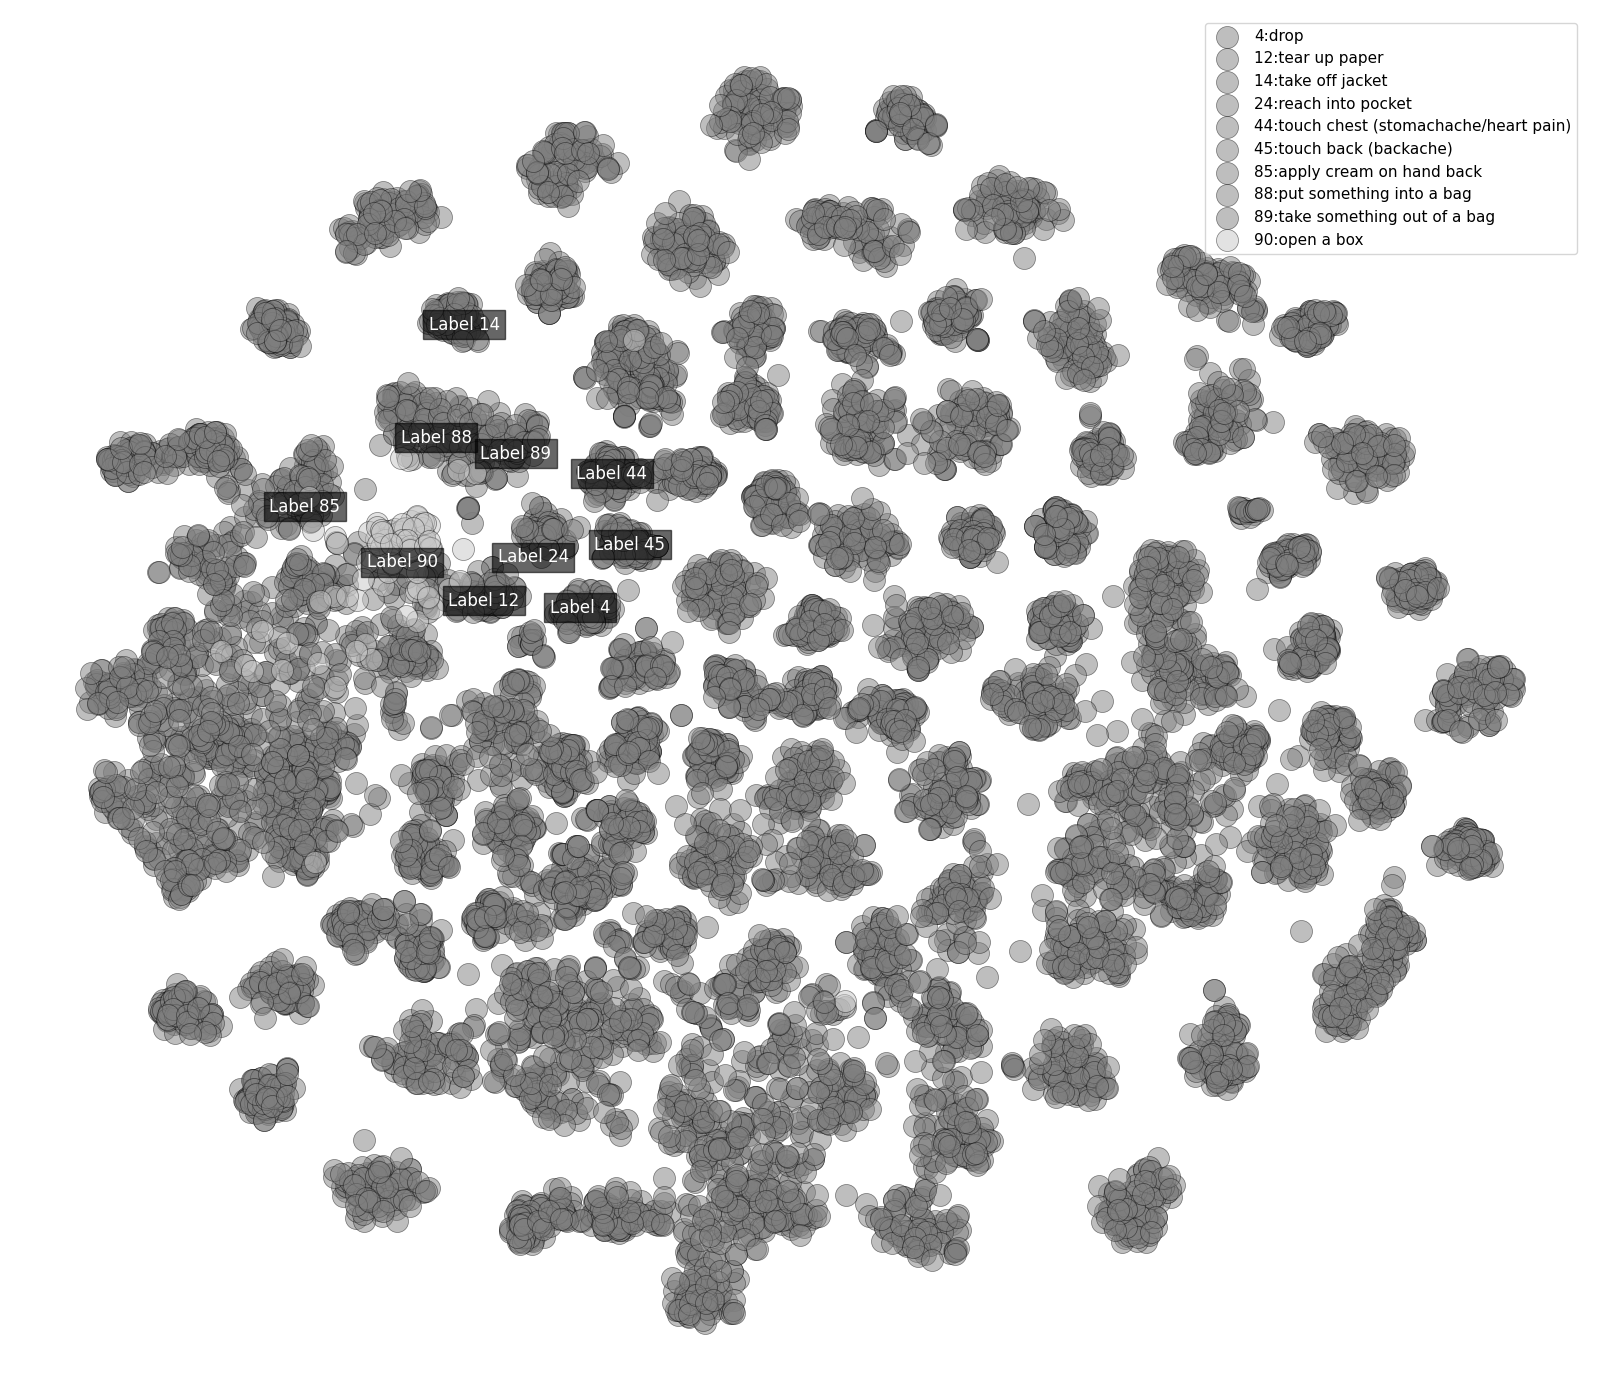 4:drop
12:tear up paper
14:take off jacket
24:reach into pocket
44:touch chest (stomachache/heart pain)
45:touch back (backache)
85:apply cream on hand back
88:put something into a bag
89:take something out of a bag
90:open a box
Label 14
Label 88
Label 89
Label 44
Label 85
Label 45
Label 24
Label 90
Label 12
Label 4